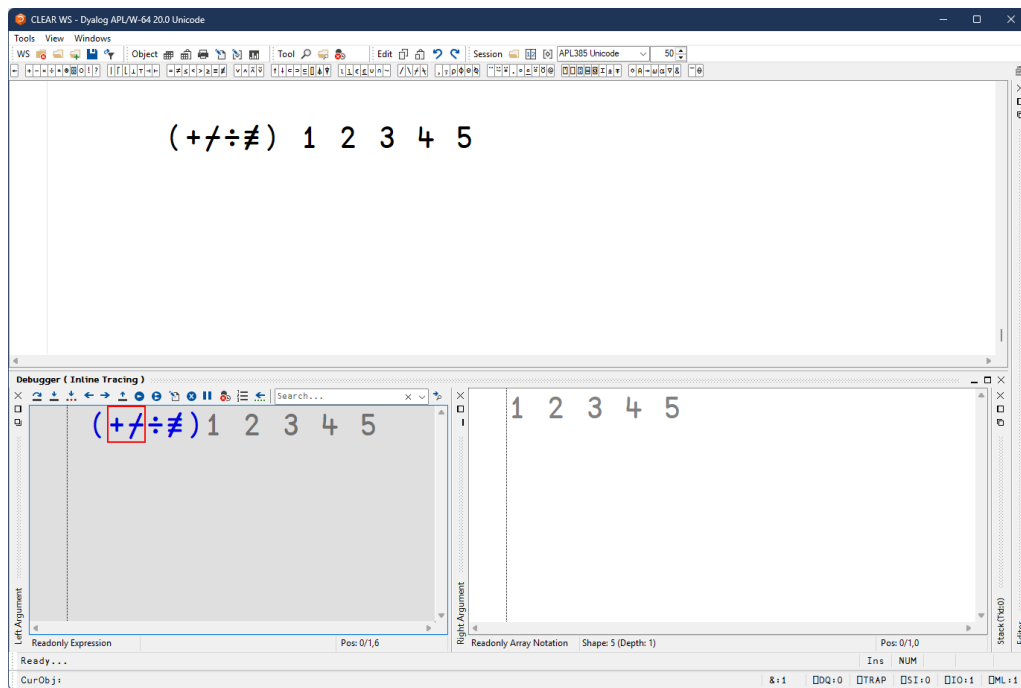 CLEAR WS - Dyalog APL/W-64 20.0 Unicode
Tools View Windows
WS Object Tool Edit Session APL385 Unicode 50
(+⌿÷≢) 1 2 3 4 5
Debugger ( Inline Tracing )
Search...
(+⌿÷≢)1 2 3 4 5
1 2 3 4 5
Left Argument
Right Argument
Stack (Tid:0)
Editor
Readonly Expression Pos: 0/1,6
Readonly Array Notation Shape: 5 (Depth: 1) Pos: 0/1,0
Ready... Ins NUM
CurObj: &:1 ⎕DQ:0 ⎕TRAP ⎕SI:0 ⎕IO:1 ⎕ML:1